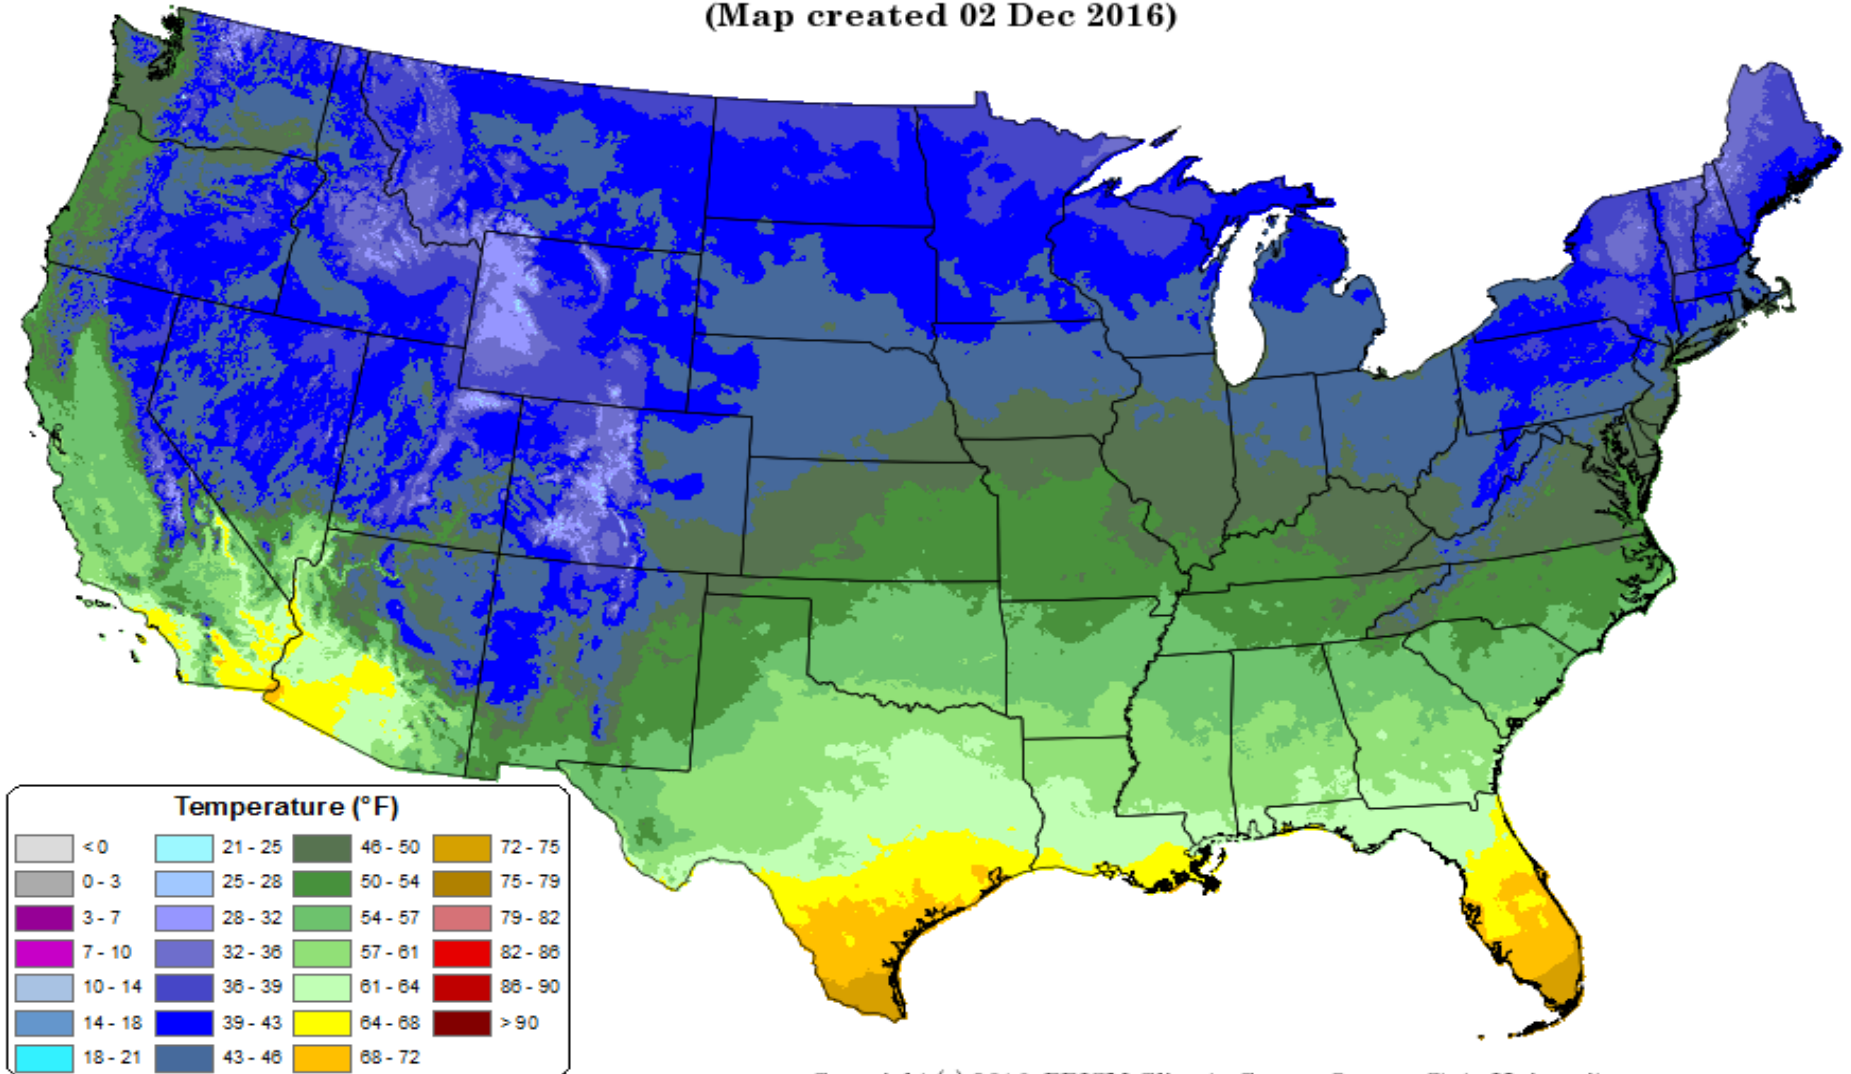 (Map created 02 Dec 2016)
Temperature (°F)
< 0
0 - 3
3 - 7
7 - 10
10 - 14
14 - 18
18 - 21
21 - 25
25 - 28
28 - 32
32 - 36
36 - 39
39 - 43
43 - 46
46 - 50
50 - 54
54 - 57
57 - 61
61 - 64
64 - 68
68 - 72
72 - 75
75 - 79
79 - 82
82 - 86
86 - 90
> 90